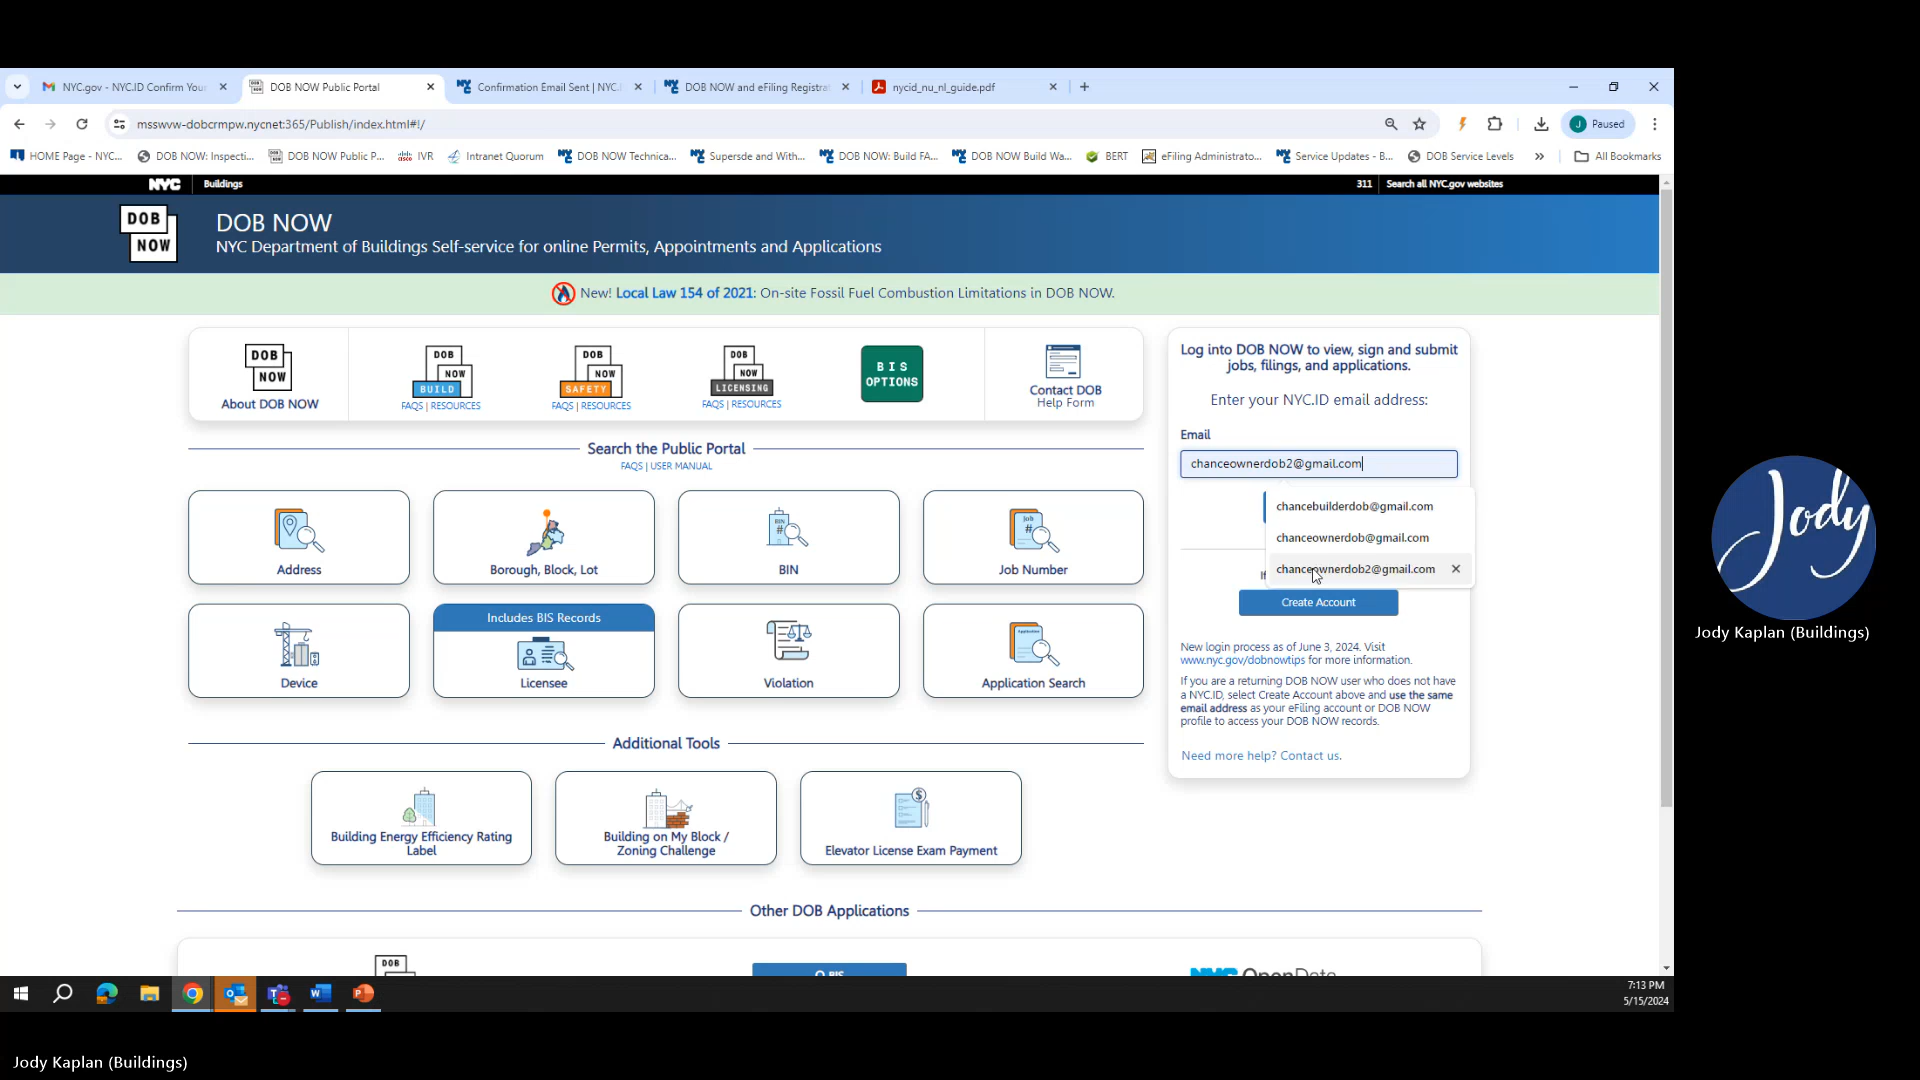 NYC.gov - NYC.ID Confirm Your
DOB NOW Public Portal
Confirmation Email Sent | NYC.
DOB NOW and eFiling Registrat
nycid_nu_nl_guide.pdf
msswvw-dobcrmpw.nycnet:365/Publish/index.html#!/
J Paused
HOME Page - NYC...
DOB NOW: Inspecti...
DOB NOW Public P...
IVR
Intranet Quorum
DOB NOW Technica...
Supersde and With...
DOB NOW: Build FA...
DOB NOW Build Wa...
BERT
eFiling Administrato...
Service Updates - B...
DOB Service Levels
All Bookmarks
NYC Buildings
311 Search all NYC.gov websites
DOB NOW
DOB NOW
NYC Department of Buildings Self-service for online Permits, Appointments and Applications
New! Local Law 154 of 2021: On-site Fossil Fuel Combustion Limitations in DOB NOW.
DOB NOW
About DOB NOW
DOB NOW BUILD
FAQS | RESOURCES
DOB NOW SAFETY
FAQS | RESOURCES
DOB NOW LICENSING
FAQS | RESOURCES
BIS
OPTIONS
Contact DOB
Help Form
Search the Public Portal
FAQS | USER MANUAL
Address
Borough, Block, Lot
BIN #
BIN
Job #
Job Number
Device
Includes BIS Records
Licensee
Violation
Application
Application Search
Additional Tools
Building Energy Efficiency Rating
Label
Building on My Block /
Zoning Challenge
Elevator License Exam Payment
Other DOB Applications
DOB
BIS
NYC OpenData
Log into DOB NOW to view, sign and submit
jobs, filings, and applications.
Enter your NYC.ID email address:
Email
chanceownerdob2@gmail.com
chancebuilderdob@gmail.com
chanceownerdob@gmail.com
chanceownerdob2@gmail.com
If
Create Account
New login process as of June 3, 2024. Visit
www.nyc.gov/dobnowtips for more information.
If you are a returning DOB NOW user who does not have
a NYC.ID, select Create Account above and use the same
email address as your eFiling account or DOB NOW
profile to access your DOB NOW records.
Need more help? Contact us.
7:13 PM
5/15/2024
Jody
Jody Kaplan (Buildings)
Jody Kaplan (Buildings)